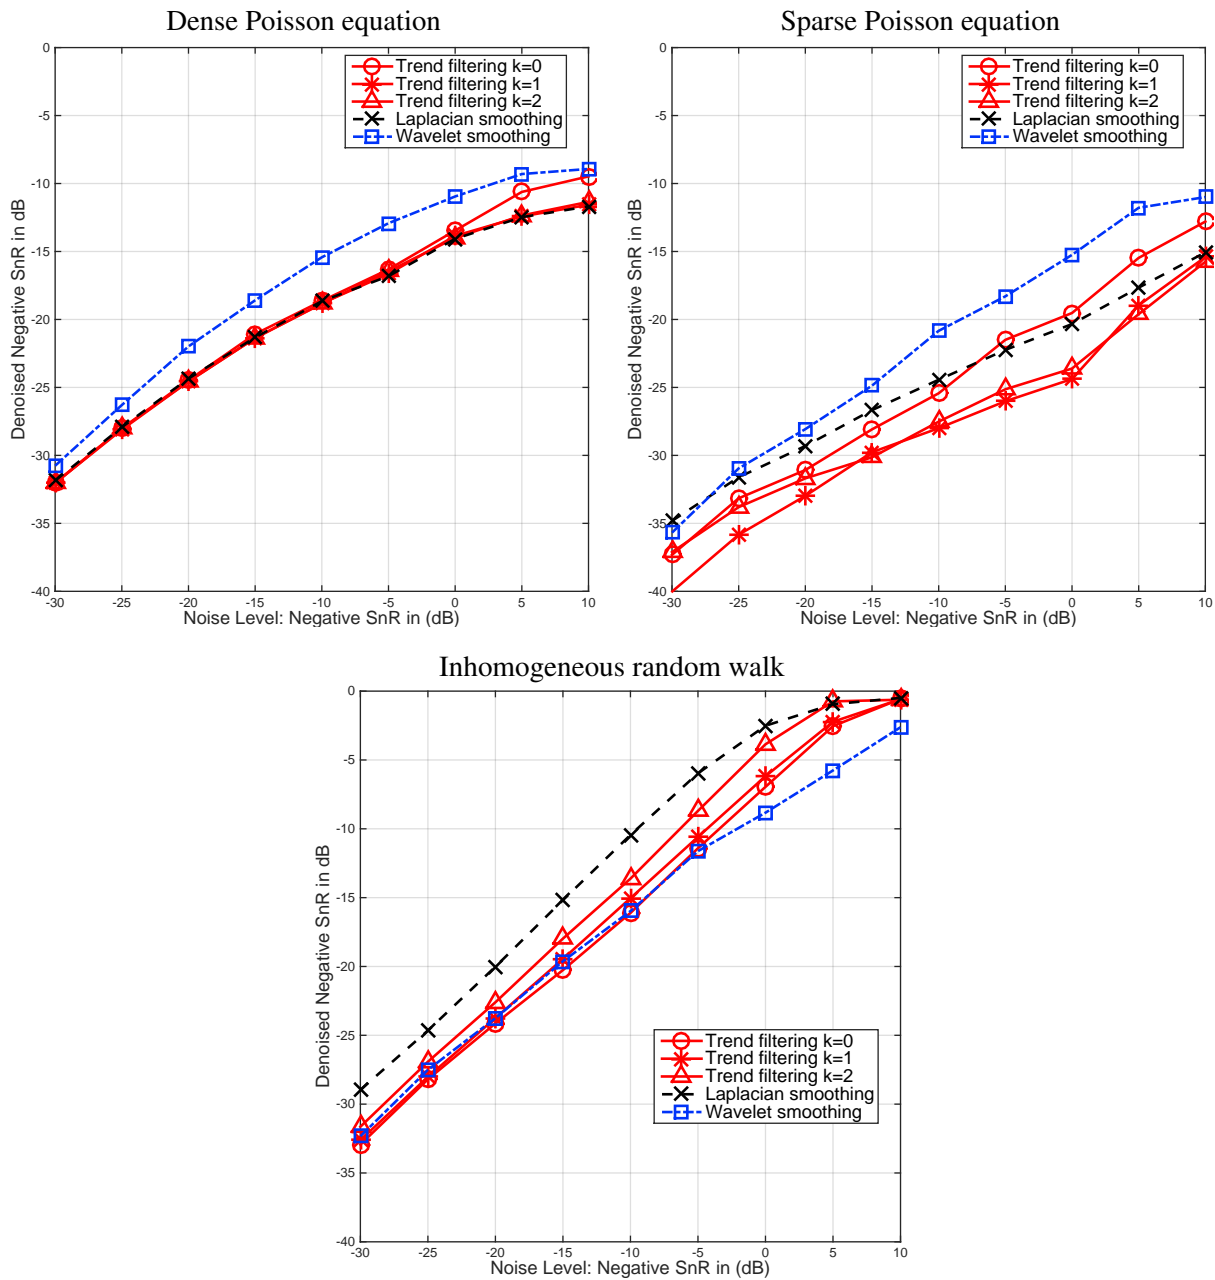 Dense Poisson equation
0
-5
-10
-15
-20
-25
-30
-35
-40
Denoised Negative SnR in dB
Trend filtering k=0
Trend filtering k=1
Trend filtering k=2
Laplacian smoothing
Wavelet smoothing
-30 -25 -20 -15 -10 -5 0 5 10
Noise Level: Negative SnR in (dB)
Sparse Poisson equation
0
-5
-10
-15
-20
-25
-30
-35
-40
Denoised Negative SnR in dB
Trend filtering k=0
Trend filtering k=1
Trend filtering k=2
Laplacian smoothing
Wavelet smoothing
-30 -25 -20 -15 -10 -5 0 5 10
Noise Level: Negative SnR in (dB)
Inhomogeneous random walk
0
-5
-10
-15
-20
-25
-30
-35
-40
Denoised Negative SnR in dB
Trend filtering k=0
Trend filtering k=1
Trend filtering k=2
Laplacian smoothing
Wavelet smoothing
-30 -25 -20 -15 -10 -5 0 5 10
Noise Level: Negative SnR in (dB)